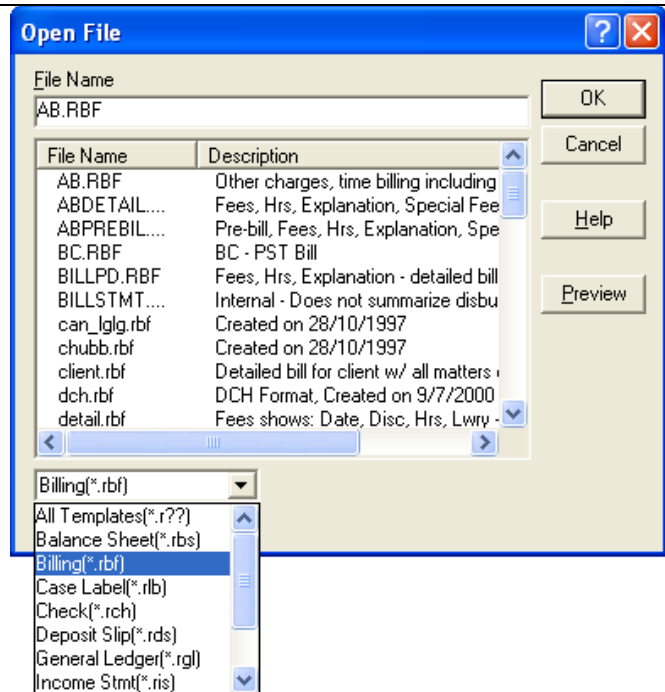 Open File
File Name
AB.RBF
OK
Cancel
Help
Preview
File Name Description
AB.RBF Other charges, time billing including
ABDETAIL.... Fees, Hrs, Explanation, Special Fee
ABPREBIL.... Pre-bill, Fees, Hrs, Explanation, Spe
BC.RBF BC - PST Bill
BILLPD.RBF Fees, Hrs, Explanation - detailed bill
BILLSTMT.... Internal - Does not summarize disbu
can_lglg.rbf Created on 28/10/1997
chubb.rbf Created on 28/10/1997
client.rbf Detailed bill for client w/ all matters
dch.rbf DCH Format, Created on 9/7/2000
detail.rbf Fees shows: Date, Disc, Hrs, Lwry -
Billing(*.rbf)
All Templates(*.r??)
Balance Sheet(*.rbs)
Billing(*.rbf)
Case Label(*.rlb)
Check(*.rch)
Deposit Slip(*.rds)
General Ledger(*.rgl)
Income Stmt(*.ris)